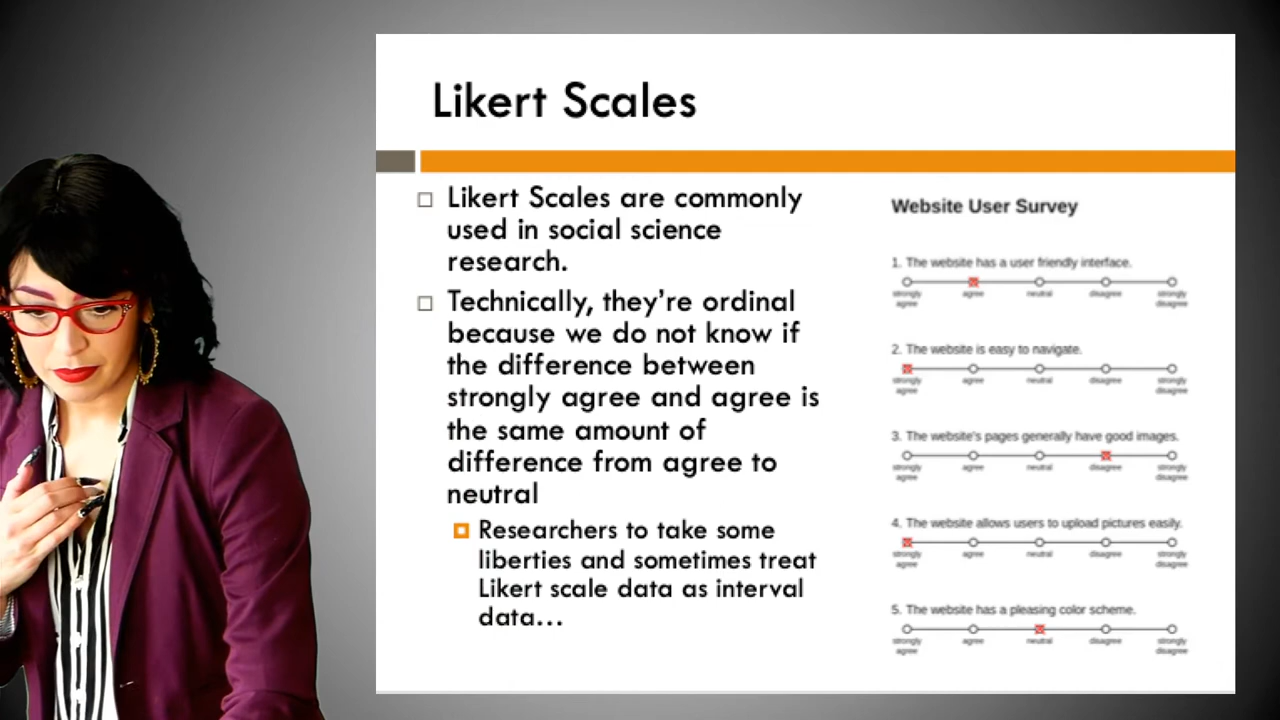 Likert Scales
Likert Scales are commonly
used in social science
research.
Technically, they're ordinal
because we do not know if
the difference between
strongly agree and agree is
the same amount of
difference from agree to
neutral
Researchers to take some
liberties and sometimes treat
Likert scale data as interval
data...
Website User Survey
1. The website has a user friendly interface.
strongly agree neutral disagree strongly
agree disagree
2. The website is easy to navigate.
strongly agree neutral disagree strongly
agree disagree
3. The website's pages generally have good images.
strongly agree neutral disagree strongly
agree disagree
4. The website allows users to upload pictures easily.
strongly agree neutral disagree strongly
agree disagree
5. The website has a pleasing color scheme.
strongly agree neutral disagree strongly
agree disagree